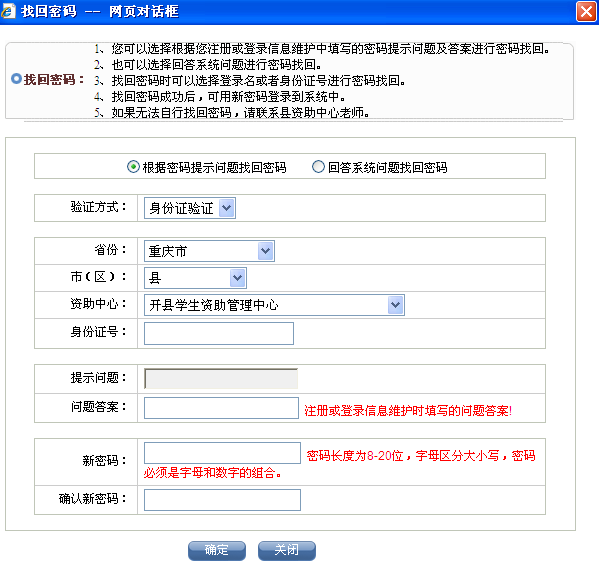 找回密码 -- 网页对话框
找回密码：
1、您可以选择根据您注册或登录信息维护中填写的密码提示问题及答案进行密码找回。
2、也可以选择回答系统问题进行密码找回。
3、找回密码时可以选择登录名或者身份证号进行密码找回。
4、找回密码成功后，可用新密码登录到系统中。
5、如果无法自行找回密码，请联系县资助中心老师。
根据密码提示问题找回密码 回答系统问题找回密码
验证方式： 身份证验证
省份： 重庆市
市（区）： 县
资助中心： 开县学生资助管理中心
身份证号：
提示问题：
问题答案： 注册或登录信息维护时填写的问题答案!
新密码： 密码长度为8-20位，字母区分大小写，密码
必须是字母和数字的组合。
确认新密码：
确定 关闭